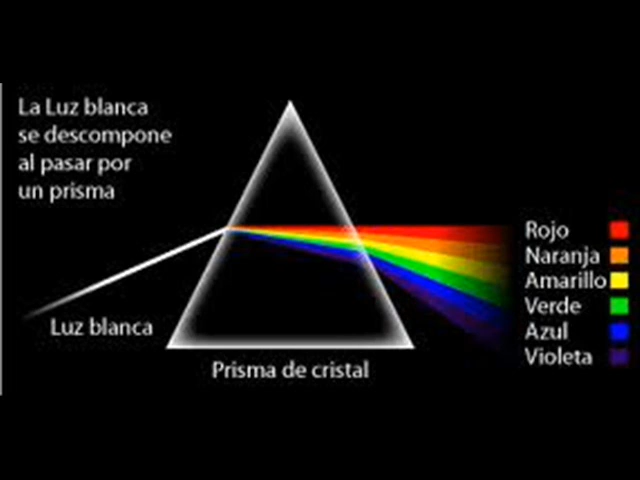 La Luz blanca
se descompone
al pasar por
un prisma
Luz blanca
Prisma de cristal
Rojo
Naranja
Amarillo
Verde
Azul
Violeta